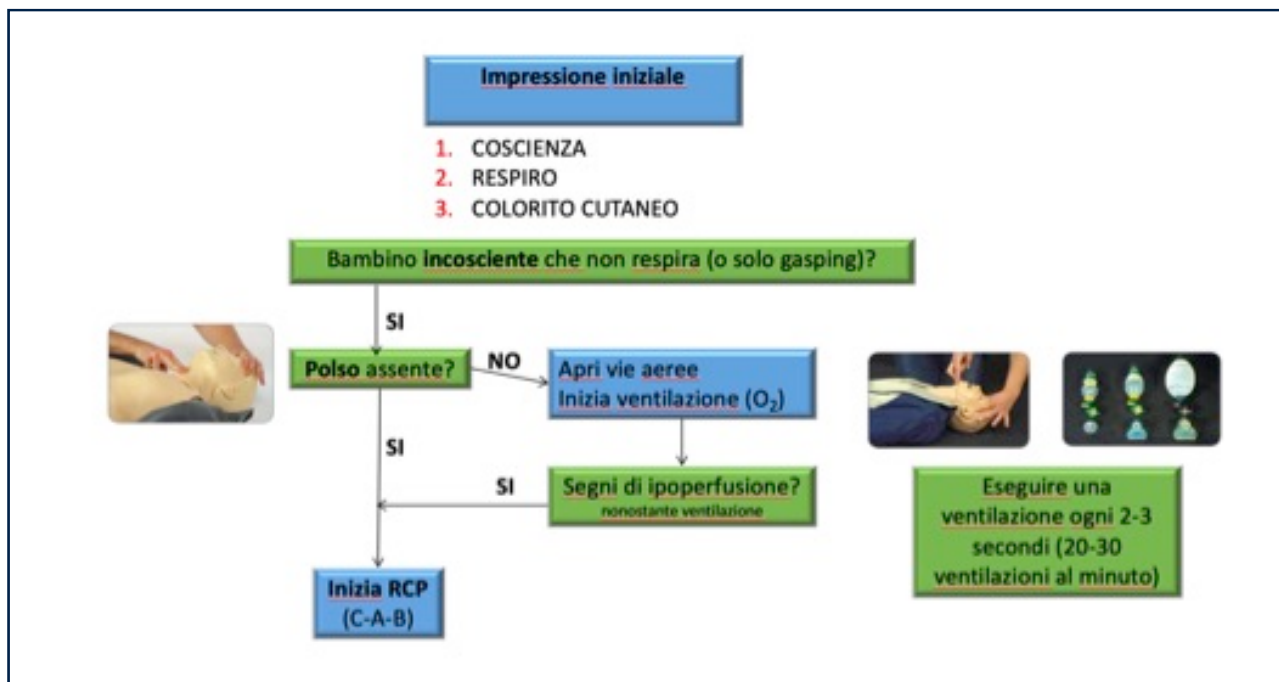 Impressione iniziale
1. COSCIENZA
2. RESPIRO
3. COLORITO CUTANEO
Bambino incosciente che non respira (o solo gasping)?
SI
Polso assente?
NO
Apri vie aeree
Inizia ventilazione (O₂)
SI
SI
Segni di ipoperfusione?
nonostante ventilazione
Eseguire una
ventilazione ogni 2-3
secondi (20-30
ventilazioni al minuto)
Inizia RCP
(C-A-B)